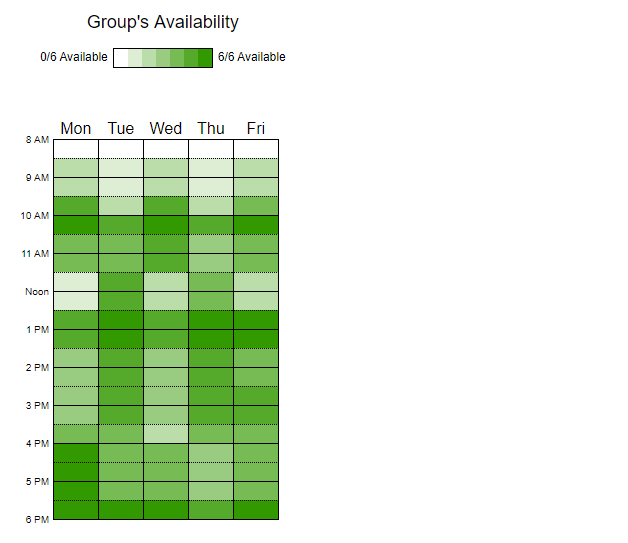 Group's Availability
0/6 Available 6/6 Available
Mon Tue Wed Thu Fri
8 AM
9 AM
10 AM
11 AM
Noon
1 PM
2 PM
3 PM
4 PM
5 PM
6 PM